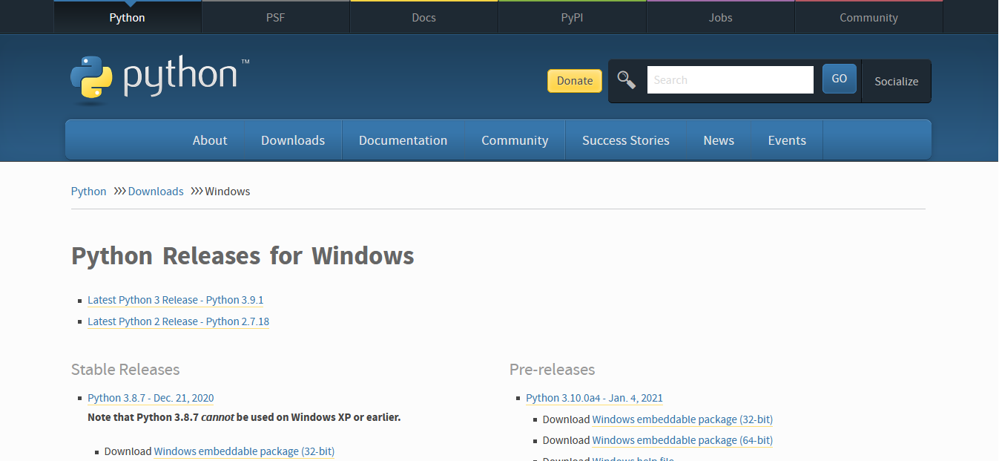 Python PSF Docs PyPI Jobs Community
python™
Donate Search GO Socialize
About Downloads Documentation Community Success Stories News Events
Python >>> Downloads >>> Windows
Python Releases for Windows
Latest Python 3 Release - Python 3.9.1
Latest Python 2 Release - Python 2.7.18
Stable Releases
Python 3.8.7 - Dec. 21, 2020
Note that Python 3.8.7 cannot be used on Windows XP or earlier.
Download Windows embeddable package (32-bit)
Pre-releases
Python 3.10.0a4 - Jan. 4, 2021
Download Windows embeddable package (32-bit)
Download Windows embeddable package (64-bit)
Download Windows help file